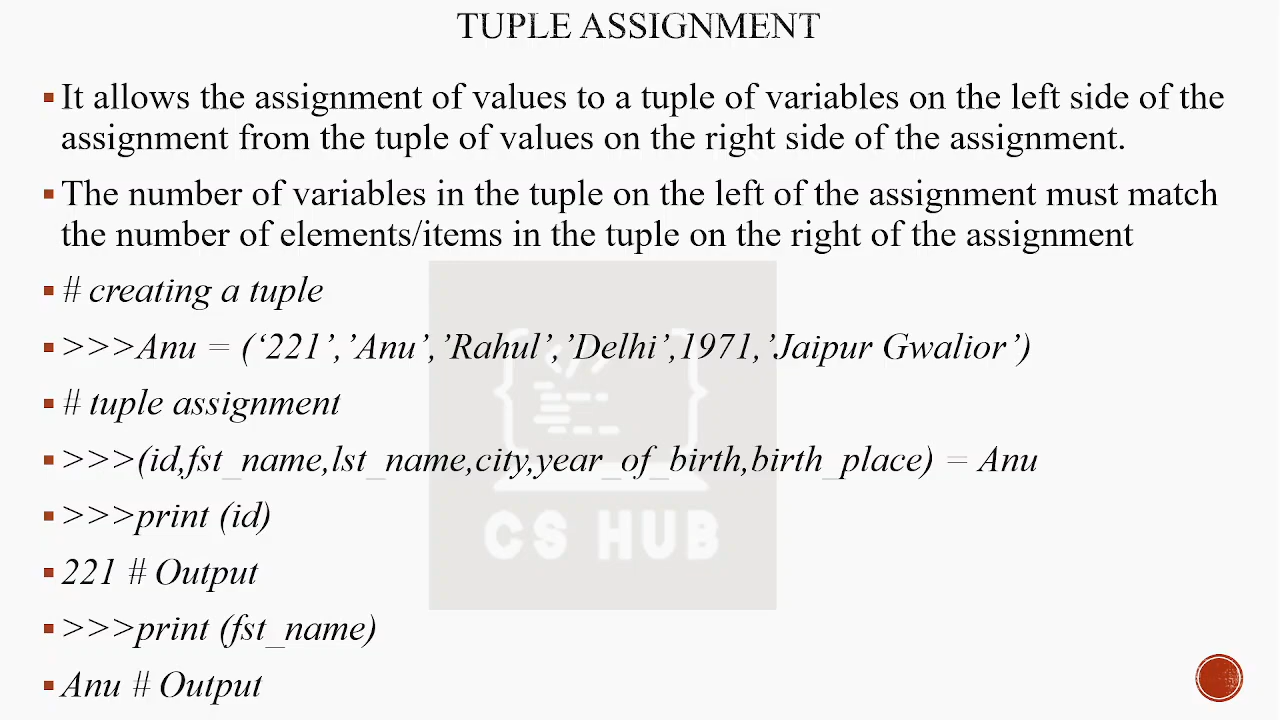 TUPLE ASSIGNMENT
▪ It allows the assignment of values to a tuple of variables on the left side of the
assignment from the tuple of values on the right side of the assignment.
▪ The number of variables in the tuple on the left of the assignment must match
the number of elements/items in the tuple on the right of the assignment
▪ # creating a tuple
▪ >>>Anu = (‘221’,’Anu’,’Rahul’,’Delhi’,1971,’Jaipur Gwalior’)
▪ # tuple assignment
▪ >>>(id,fst_name,lst_name,city,year_of_birth,birth_place) = Anu
▪ >>>print (id)
CS HUB
▪ 221 # Output
▪ >>>print (fst_name)
▪ Anu # Output